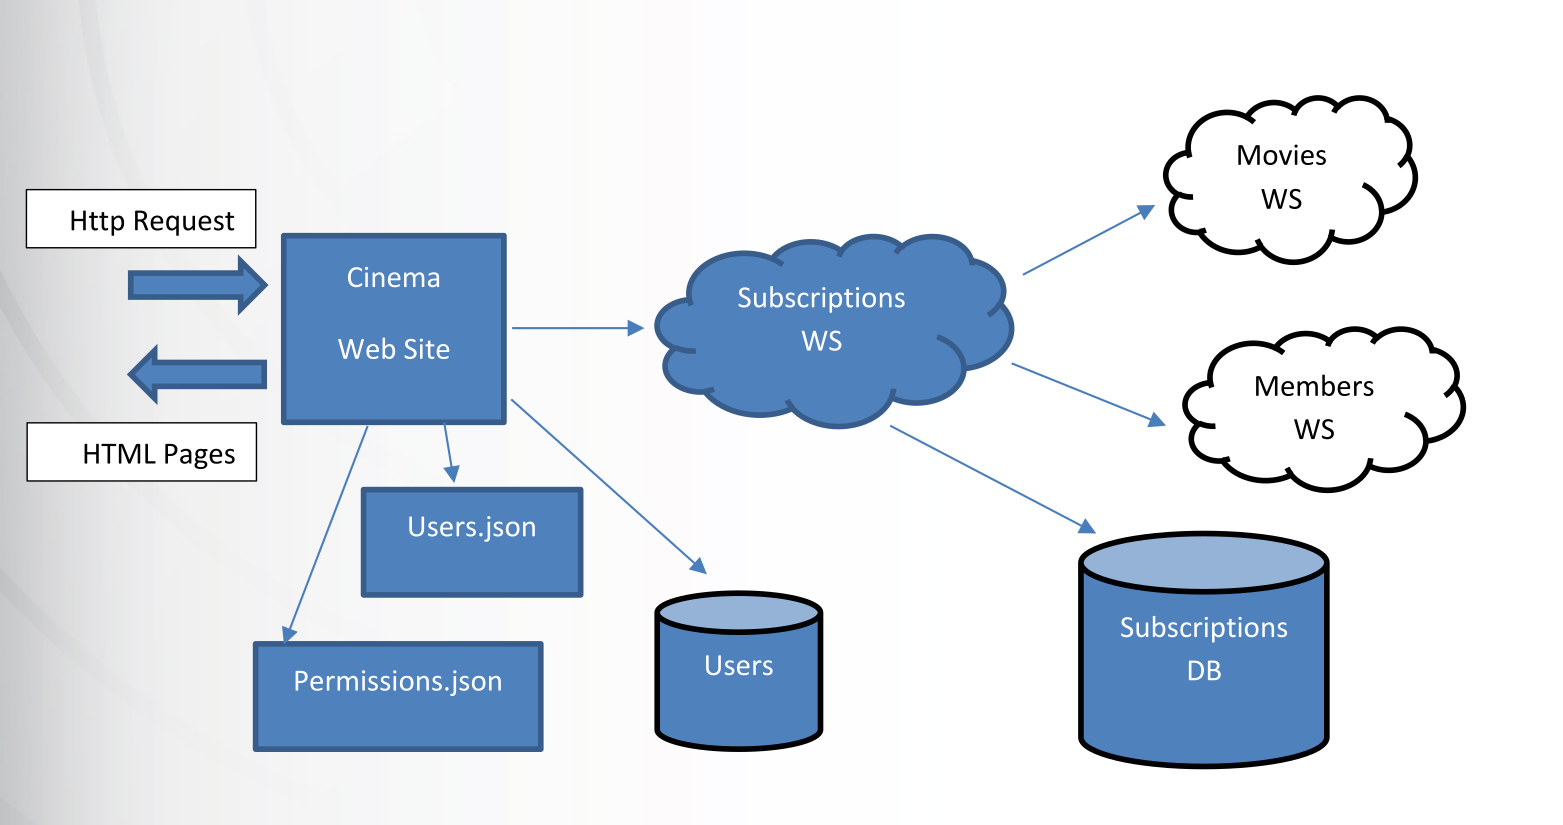 Http Request
Cinema
Web Site
HTML Pages
Subscriptions
WS
Movies
WS
Members
WS
Users.json
Permissions.json
Users
Subscriptions
DB